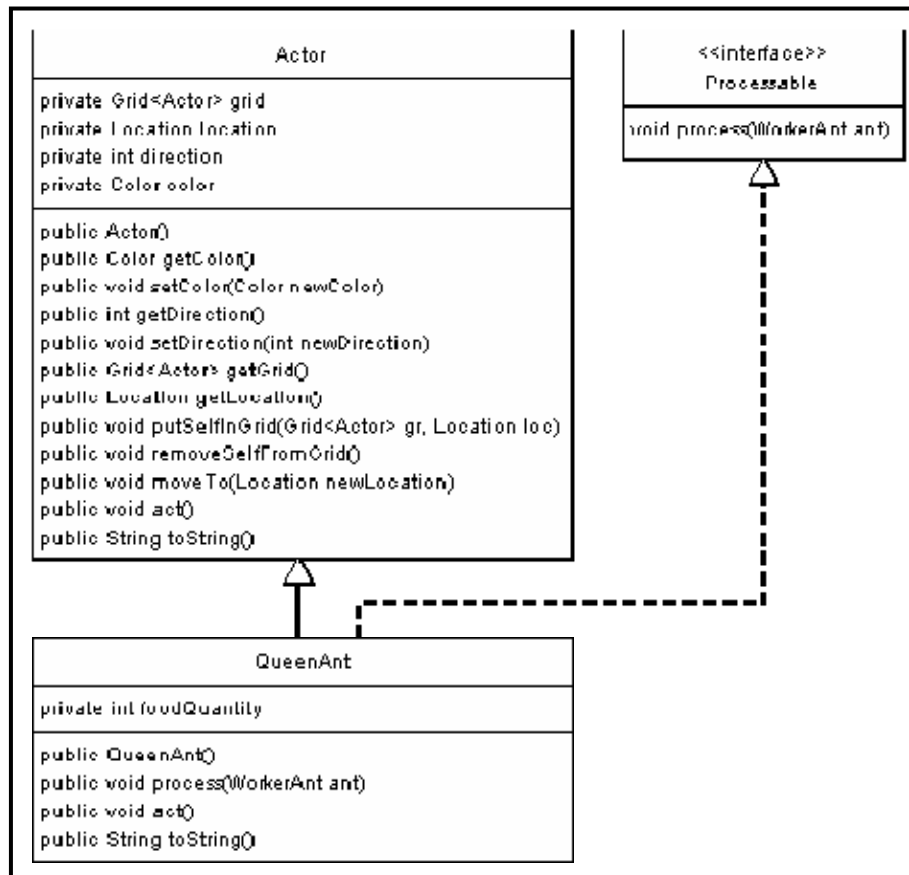 Actor
private Grid<Actor> grid
private Location location
private int direction
private Color color
public Actor()
public Color getColor()
public void setColor(Color newColor)
public int getDirection()
public void setDirection(int newDirection)
public Grid<Actor> getGrid()
public Location getLocation()
public void putSelfInGrid(Grid<Actor> gr, Location loc)
public void removeSelfFromGrid()
public void moveTo(Location newLocation)
public void act()
public String toString()
<<interface>>
Processable
void process(WorkerAnt ant)
QueenAnt
private int foodQuantity
public QueenAnt()
public void process(WorkerAnt ant)
public void act()
public String toString()